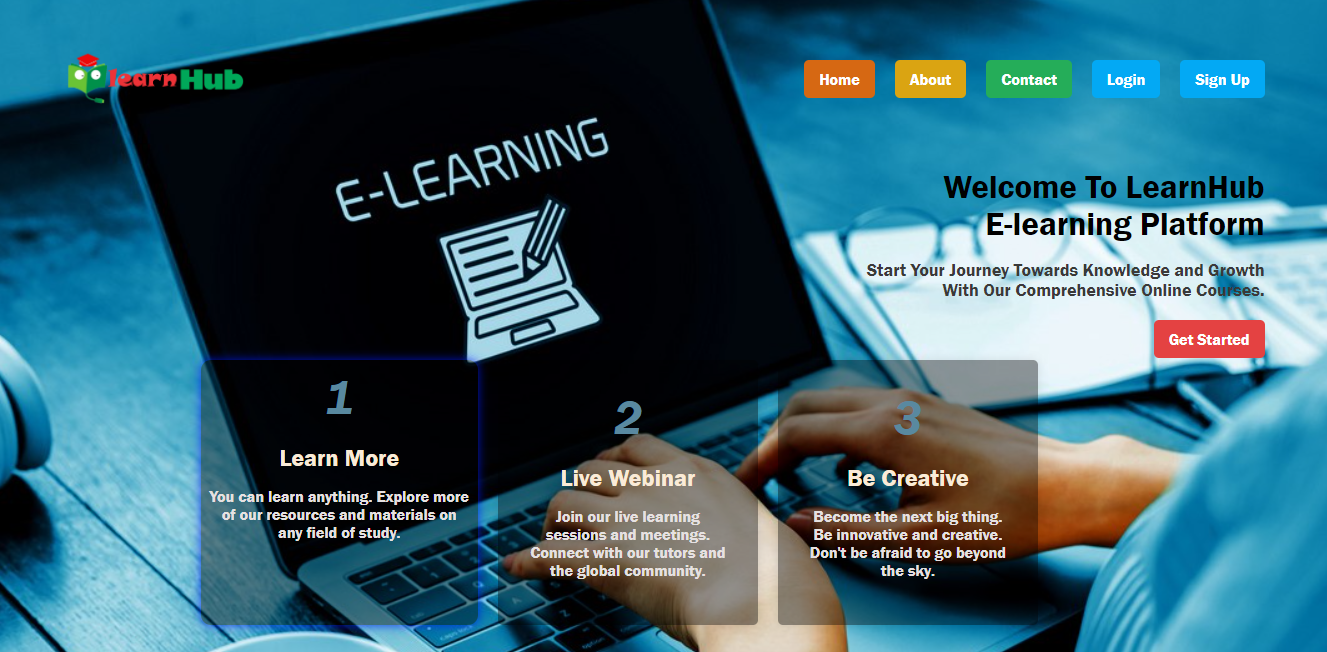 learnHub
Home
About
Contact
Login
Sign Up
E-LEARNING
Welcome To LearnHub
E-learning Platform
Start Your Journey Towards Knowledge and Growth
With Our Comprehensive Online Courses.
Get Started
1
Learn More
You can learn anything. Explore more
of our resources and materials on
any field of study.
2
Live Webinar
Join our live learning
sessions and meetings.
Connect with our tutors and
the global community.
3
Be Creative
Become the next big thing.
Be innovative and creative.
Don't be afraid to go beyond
the sky.